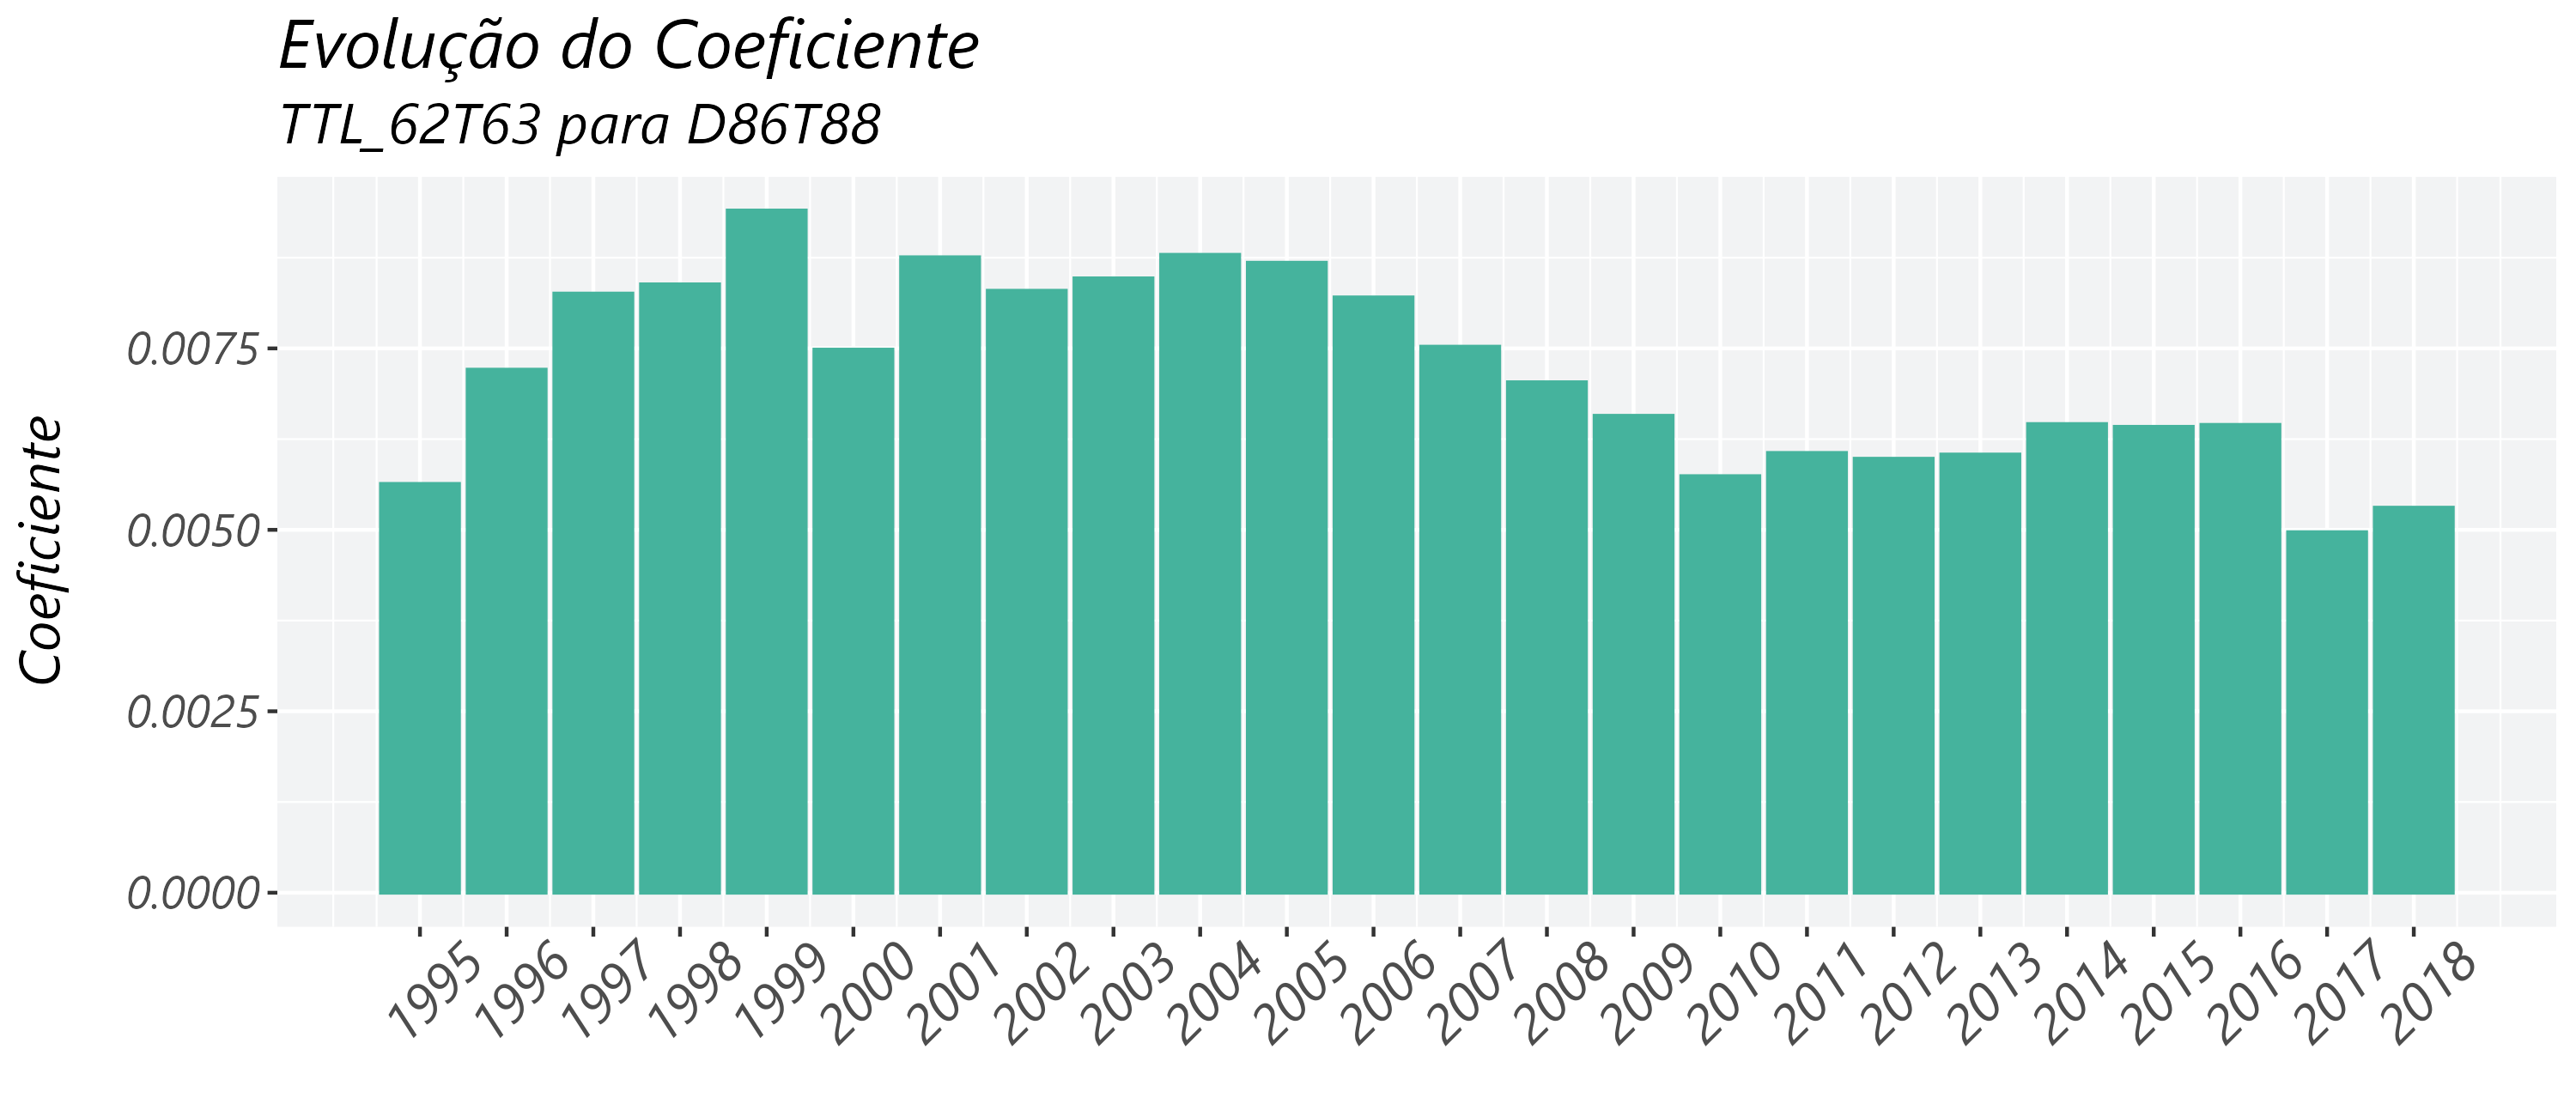 Evolução do Coeficiente
TTL_62T63 para D86T88
Coeficiente
0.0075
0.0050
0.0025
0.0000
1995 1996 1997 1998 1999 2000 2001 2002 2003 2004 2005 2006 2007 2008 2009 2010 2011 2012 2013 2014 2015 2016 2017 2018